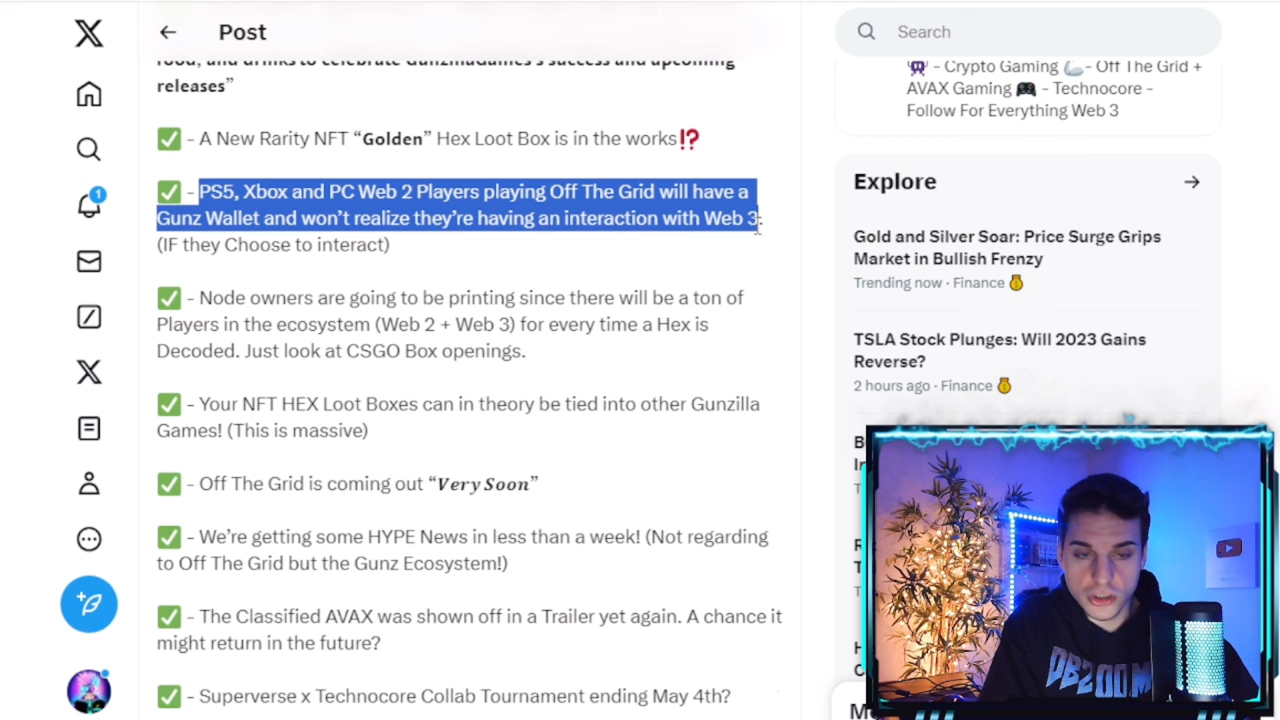 Post
food, and drinks to celebrate GunzillaGames's success and upcoming
releases”
✅ - A New Rarity NFT “Golden” Hex Loot Box is in the works⁉️
✅ - PS5, Xbox and PC Web 2 Players playing Off The Grid will have a
Gunz Wallet and won’t realize they’re having an interaction with Web 3.
(IF they Choose to interact)
✅ - Node owners are going to be printing since there will be a ton of
Players in the ecosystem (Web 2 + Web 3) for every time a Hex is
Decoded. Just look at CSGO Box openings.
✅ - Your NFT HEX Loot Boxes can in theory be tied into other Gunzilla
Games! (This is massive)
✅ - Off The Grid is coming out “Very Soon”
✅ - We’re getting some HYPE News in less than a week! (Not regarding
to Off The Grid but the Gunz Ecosystem!)
✅ - The Classified AVAX was shown off in a Trailer yet again. A chance it
might return in the future?
✅ - Superverse x Technocore Collab Tournament ending May 4th?
1
Search
- Crypto Gaming - Off The Grid +
AVAX Gaming 🎮 - Technocore -
Follow For Everything Web 3
Explore
Gold and Silver Soar: Price Surge Grips
Market in Bullish Frenzy
Trending now · Finance
TSLA Stock Plunges: Will 2023 Gains
Reverse?
2 hours ago · Finance